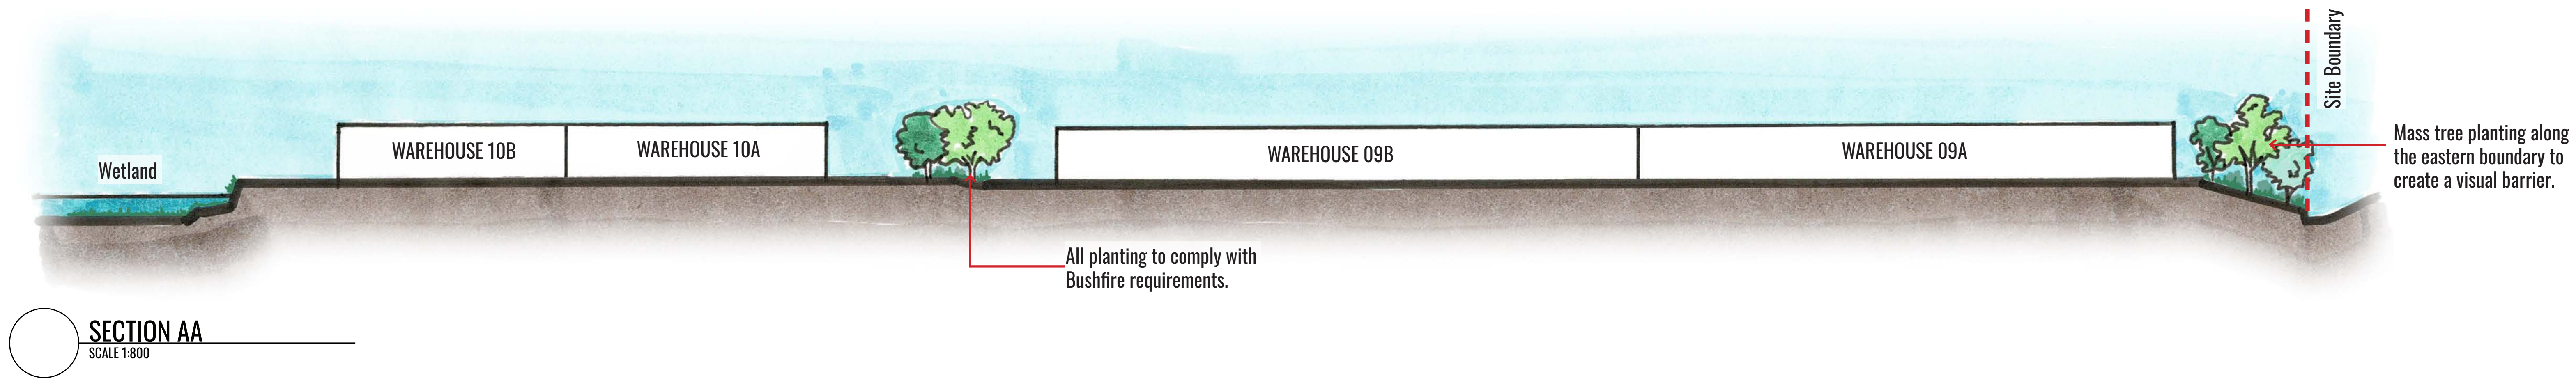 Site Boundary
Wetland
WAREHOUSE 10B
WAREHOUSE 10A
WAREHOUSE 09B
WAREHOUSE 09A
Mass tree planting along
the eastern boundary to
create a visual barrier.
All planting to comply with
Bushfire requirements.
SECTION AA
SCALE 1:800